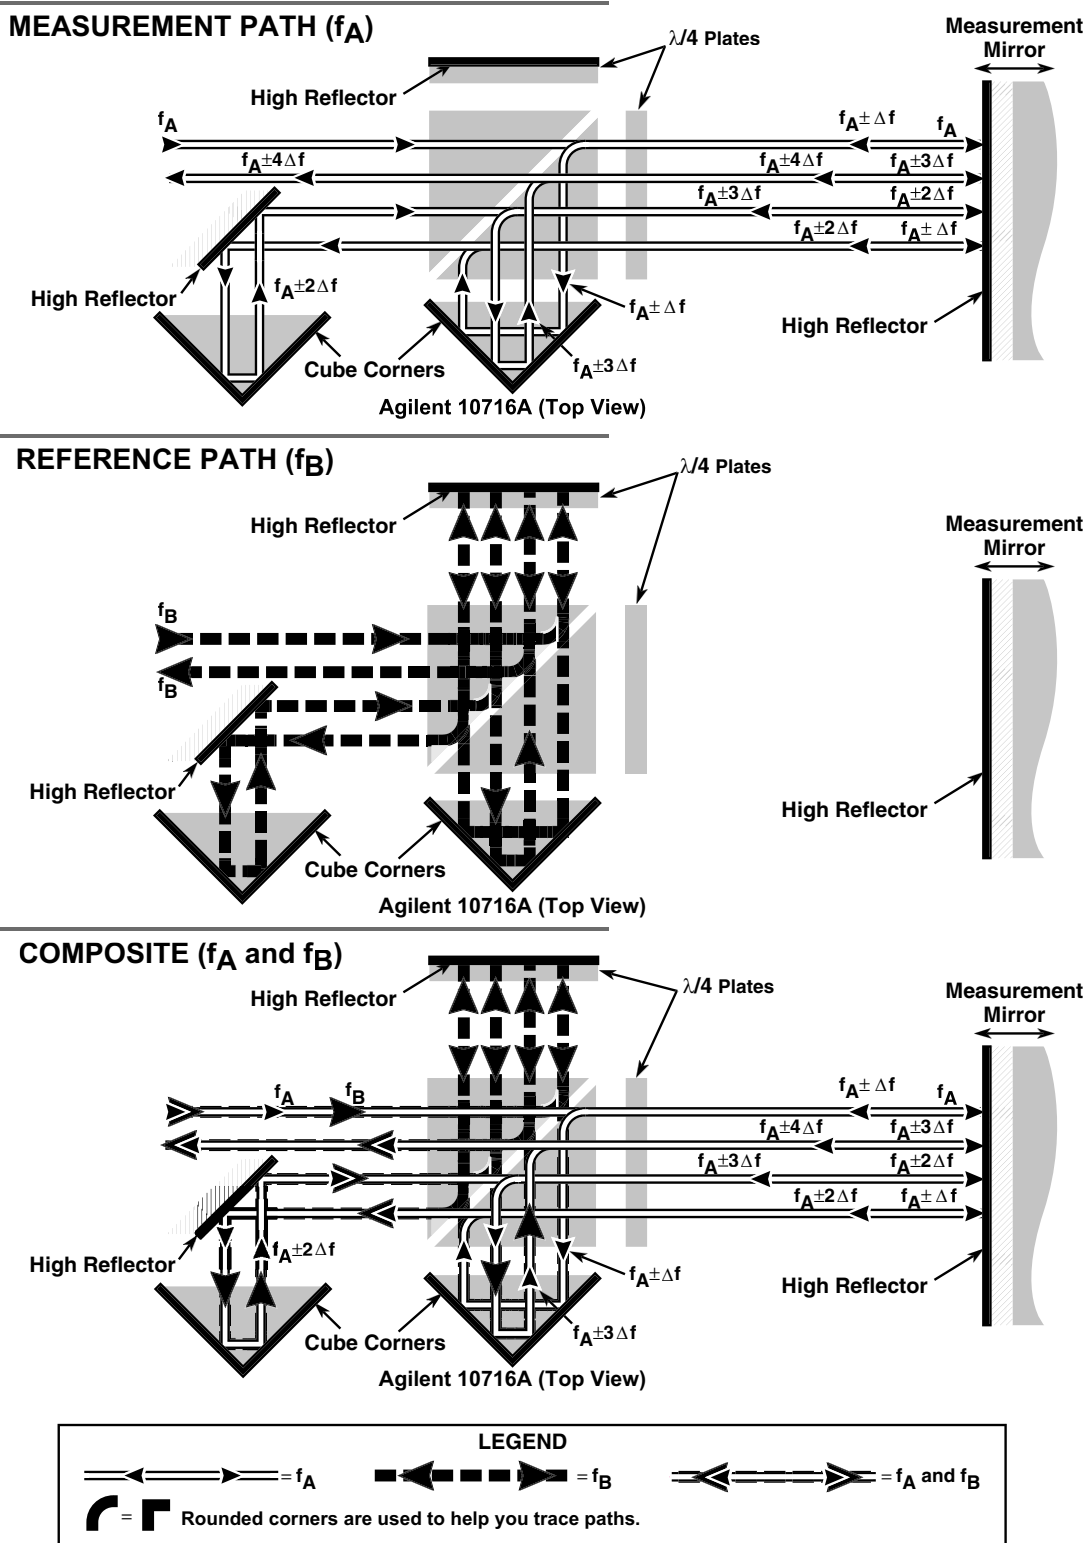 MEASUREMENT PATH (fA)
λ/4 Plates
Measurement
Mirror
High Reflector
fA
fA± Δf
fA
fA±4Δf
fA±4Δf
fA±3Δf
fA±3Δf
fA±2Δf
fA±2Δf
fA± Δf
High Reflector
fA±2Δf
fA± Δf
High Reflector
Cube Corners
fA±3Δf
Agilent 10716A (Top View)
REFERENCE PATH (fB)
λ/4 Plates
High Reflector
Measurement
Mirror
fB
fB
High Reflector
High Reflector
Cube Corners
Agilent 10716A (Top View)
COMPOSITE (fA and fB)
λ/4 Plates
High Reflector
Measurement
Mirror
fA
fB
fA± Δf
fA
fA±4Δf
fA±3Δf
fA±3Δf
fA±2Δf
fA±2Δf
fA± Δf
High Reflector
fA±2Δf
fA±Δf
High Reflector
Cube Corners
fA±3Δf
Agilent 10716A (Top View)
LEGEND
= fA
= fB
= fA and fB
= Rounded corners are used to help you trace paths.